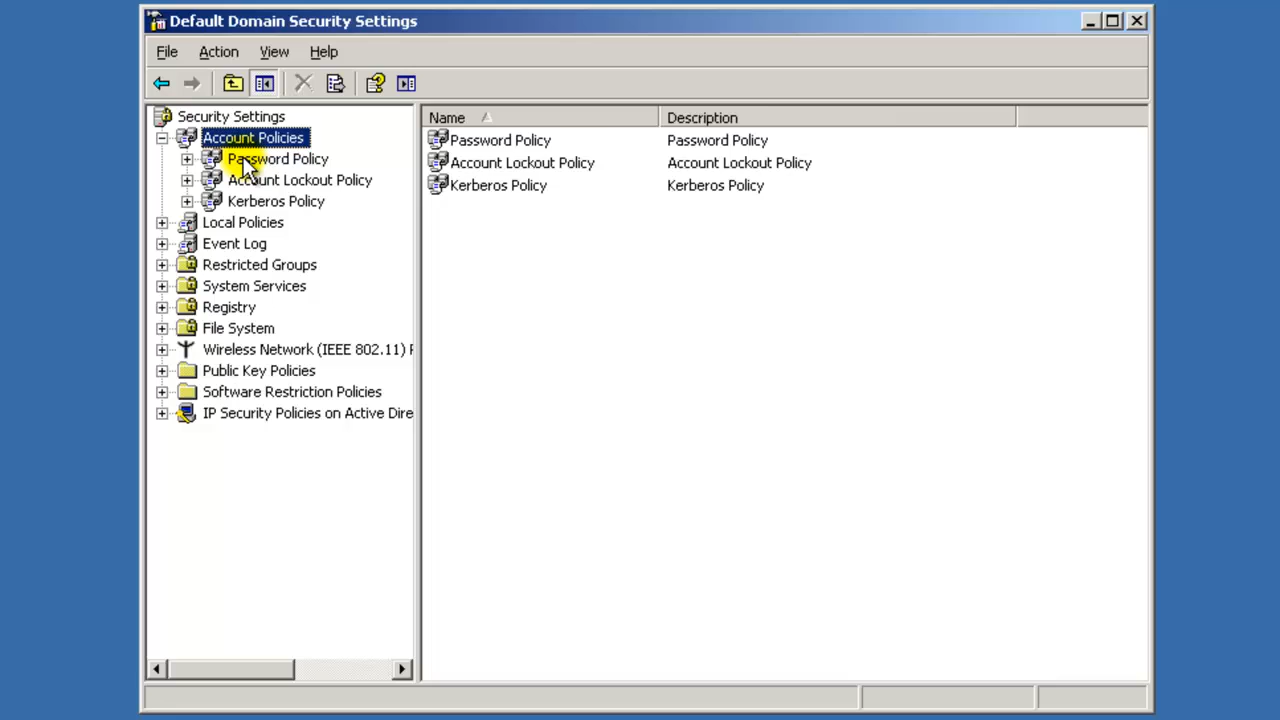 Default Domain Security Settings
File Action View Help
Security Settings
Account Policies
Password Policy
Account Lockout Policy
Kerberos Policy
Local Policies
Event Log
Restricted Groups
System Services
Registry
File System
Wireless Network (IEEE 802.11) P
Public Key Policies
Software Restriction Policies
IP Security Policies on Active Dire
Name Description
Password Policy Password Policy
Account Lockout Policy Account Lockout Policy
Kerberos Policy Kerberos Policy